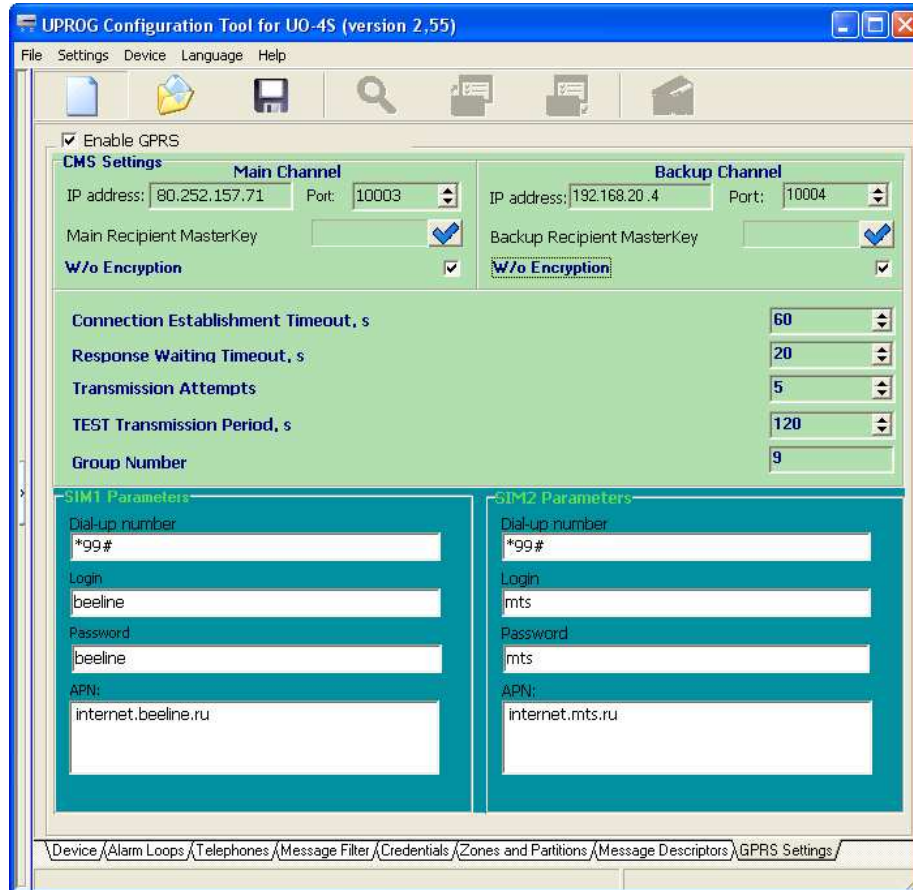 UPROG Configuration Tool for UO-4S (version 2,55)
File Settings Device Language Help
Enable GPRS
CMS Settings
Main Channel
IP address: 80.252.157.71 Port: 10003
Main Recipient MasterKey
W/o Encryption
Backup Channel
IP address: 192.168.20 .4 Port: 10004
Backup Recipient MasterKey
W/o Encryption
Connection Establishment Timeout, s 60
Response Waiting Timeout, s 20
Transmission Attempts 5
TEST Transmission Period, s 120
Group Number 9
SIM1 Parameters
Dial-up number
*99#
Login
beeline
Password
beeline
APN:
internet.beeline.ru
SIM2 Parameters
Dial-up number
*99#
Login
mts
Password
mts
APN:
internet.mts.ru
Device Alarm Loops Telephones Message Filter Credentials Zones and Partitions Message Descriptors GPRS Settings